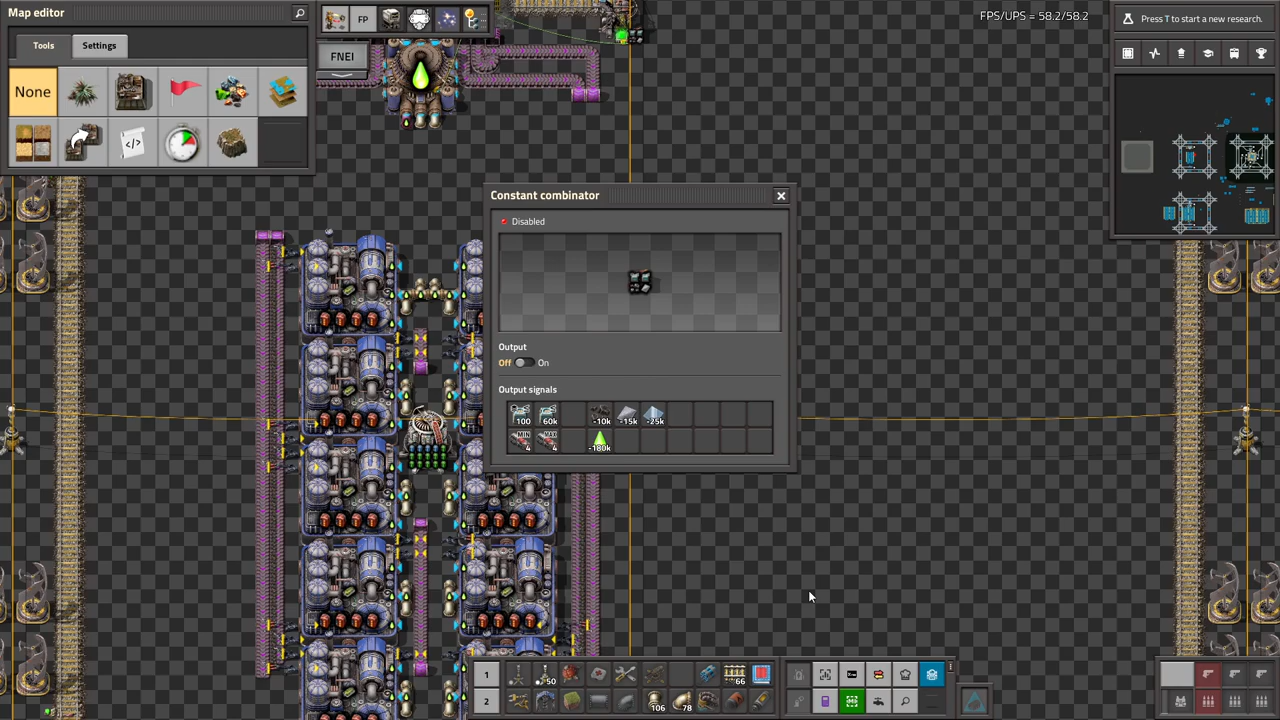 Map editor
Tools
Settings
None
FP
FNEI
FPS/UPS = 58.2/58.2
Press T to start a new research.
Constant combinator
Disabled
Output
Off
On
Output signals
100
60k
-10k
-15k
-25k
MIN
4
MAX
4
-180k
1
50
66
2
106
78